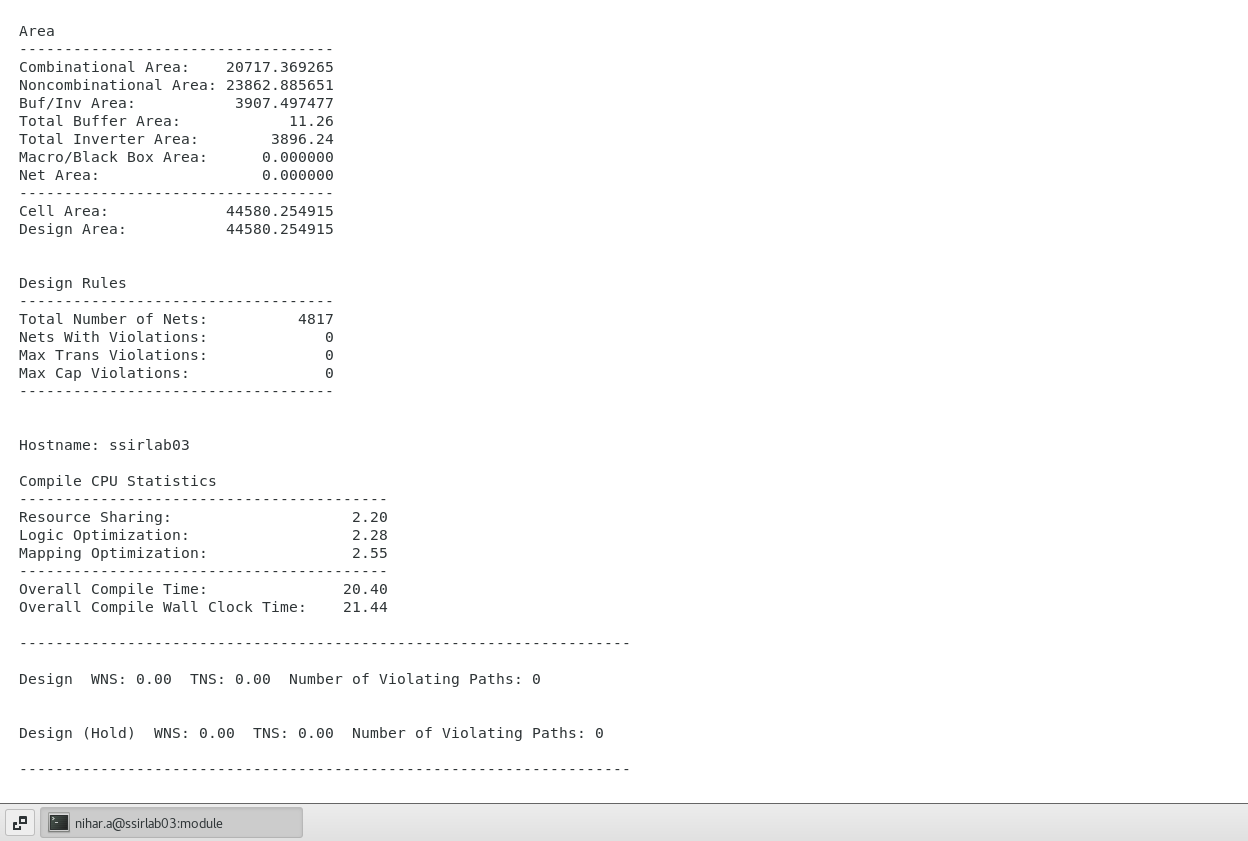 Area
-----------------------------------
Combinational Area:    20717.369265
Noncombinational Area: 23862.885651
Buf/Inv Area:           3907.497477
Total Buffer Area:            11.26
Total Inverter Area:        3896.24
Macro/Black Box Area:      0.000000
Net Area:                  0.000000
-----------------------------------
Cell Area:             44580.254915
Design Area:           44580.254915
Design Rules
-----------------------------------
Total Number of Nets:          4817
Nets With Violations:             0
Max Trans Violations:             0
Max Cap Violations:               0
-----------------------------------
Hostname: ssirlab03
Compile CPU Statistics
-----------------------------------------
Resource Sharing:                    2.20
Logic Optimization:                  2.28
Mapping Optimization:                2.55
-----------------------------------------
Overall Compile Time:               20.40
Overall Compile Wall Clock Time:    21.44
--------------------------------------------------------------------
Design  WNS: 0.00  TNS: 0.00  Number of Violating Paths: 0
Design (Hold)  WNS: 0.00  TNS: 0.00  Number of Violating Paths: 0
--------------------------------------------------------------------
nihar.a@ssirlab03:module